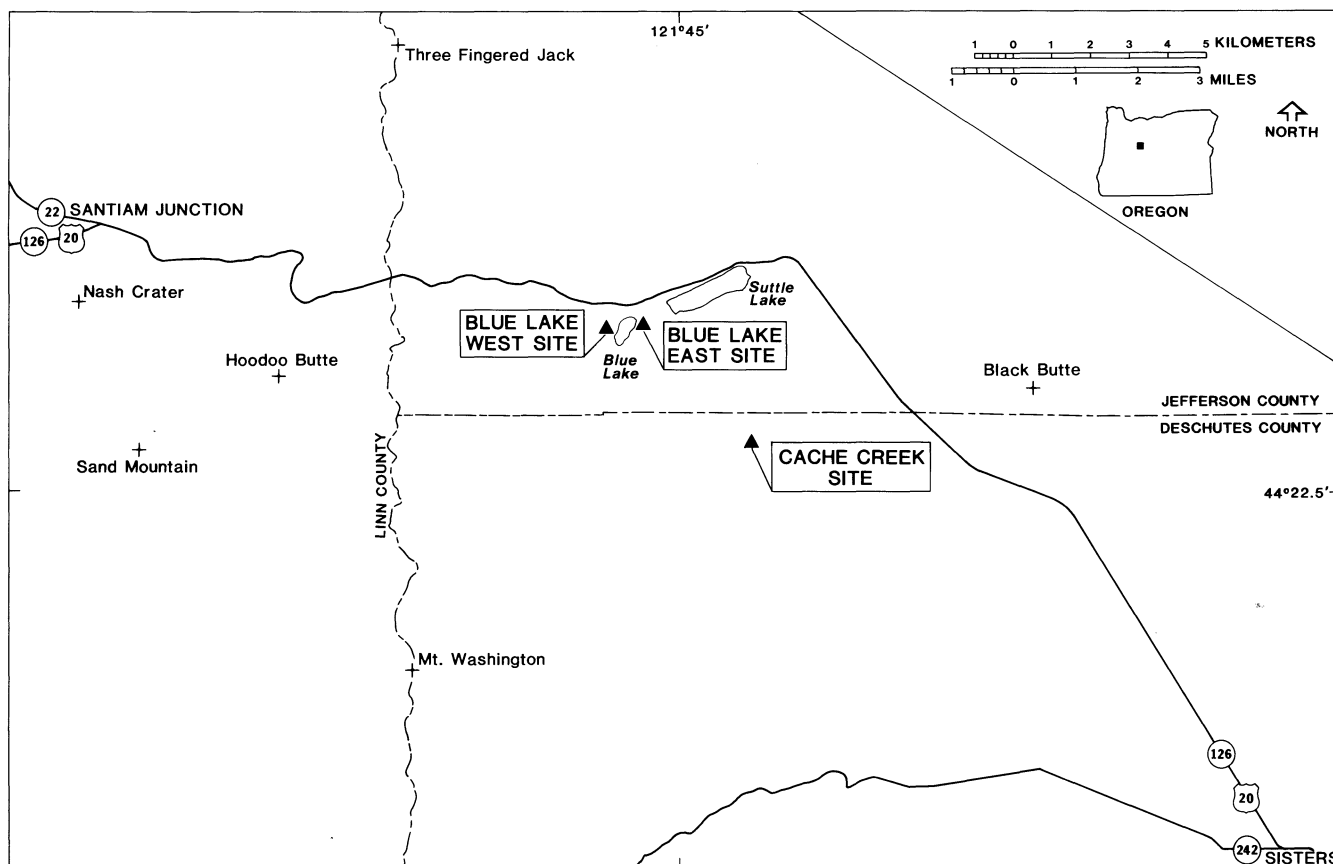 121°45'
Three Fingered Jack
1 0 1 2 3 4 5 KILOMETERS
1 0 1 2 3 MILES
NORTH
OREGON
22 SANTIAM JUNCTION
126 20
Nash Crater
Suttle
Lake
BLUE LAKE
WEST SITE
BLUE LAKE
EAST SITE
Blue
Lake
Hoodoo Butte
Black Butte
JEFFERSON COUNTY
DESCHUTES COUNTY
Sand Mountain
LINN COUNTY
CACHE CREEK
SITE
44°22.5'
Mt. Washington
126
20
242 SISTERS